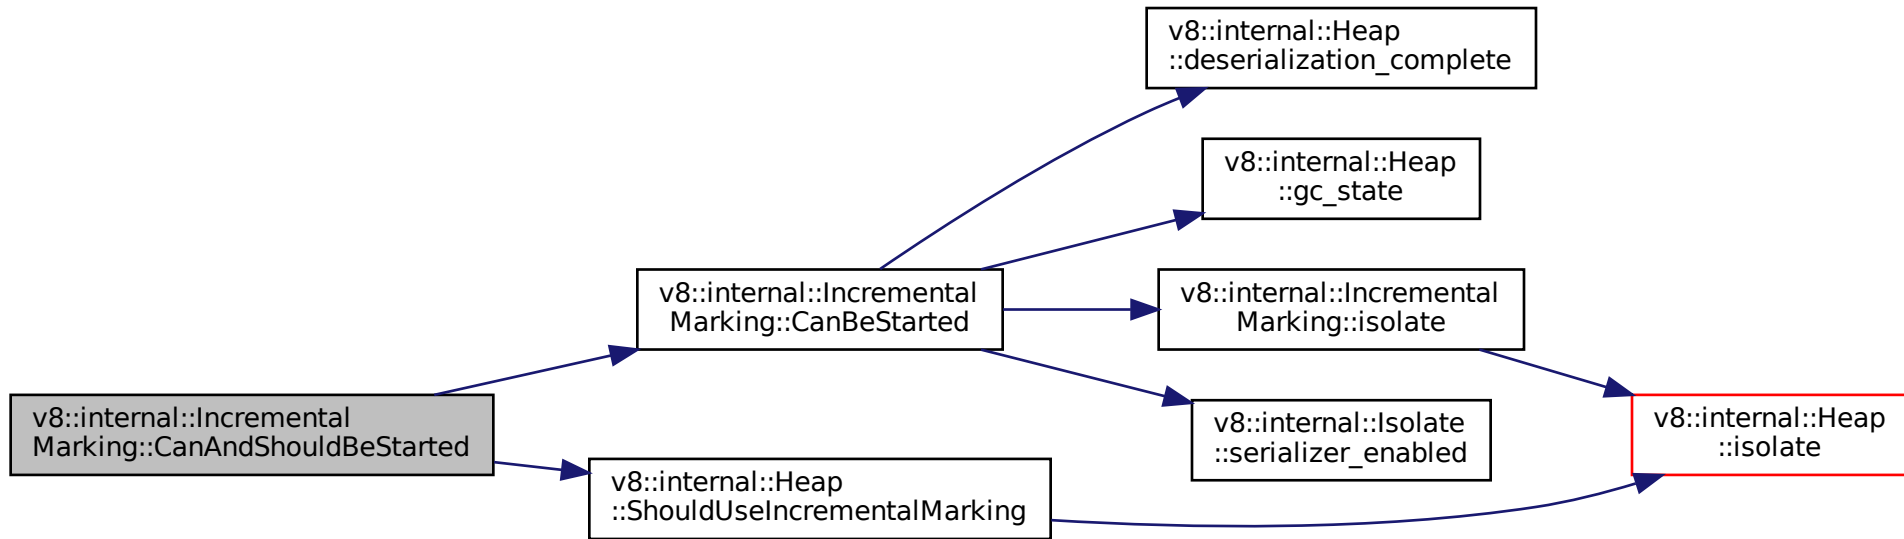 v8::internal::Heap
::deserialization_complete
v8::internal::Heap
::gc_state
v8::internal::Incremental
Marking::CanBeStarted
v8::internal::Incremental
Marking::isolate
v8::internal::Incremental
Marking::CanAndShouldBeStarted
v8::internal::Isolate
::serializer_enabled
v8::internal::Heap
::isolate
v8::internal::Heap
::ShouldUseIncrementalMarking